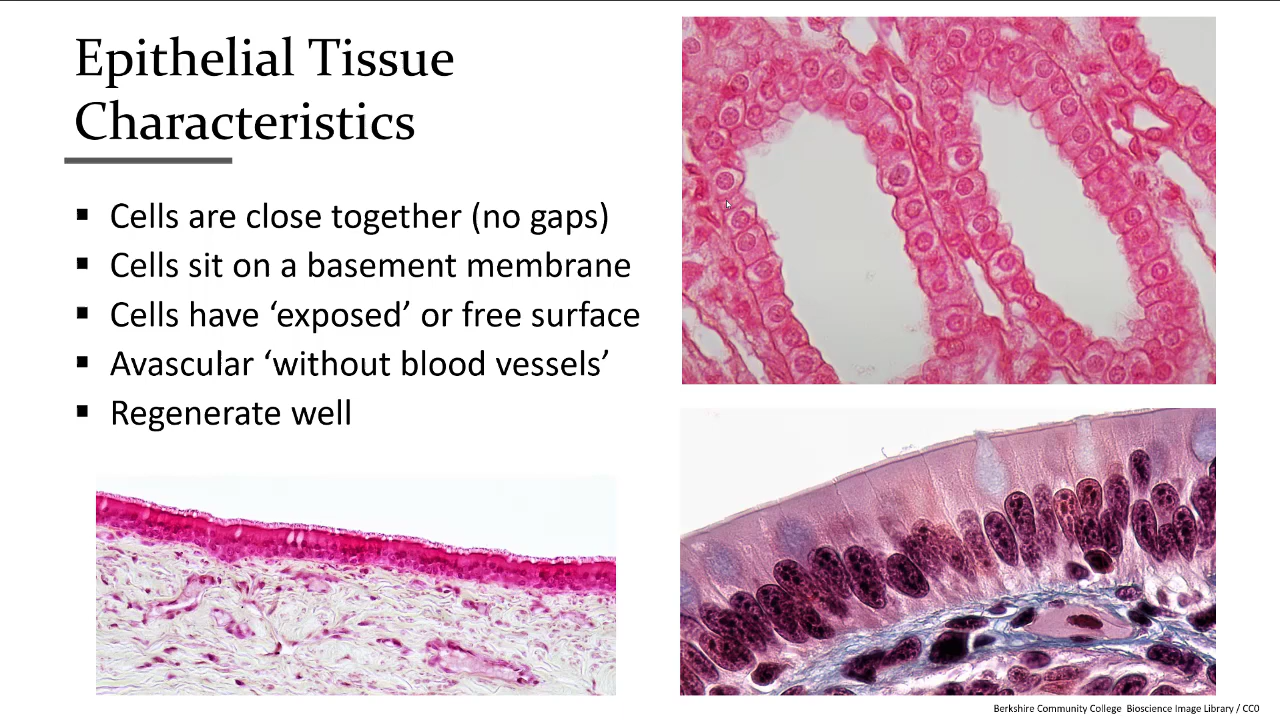 Epithelial Tissue
Characteristics
▪ Cells are close together (no gaps)
▪ Cells sit on a basement membrane
▪ Cells have ‘exposed’ or free surface
▪ Avascular ‘without blood vessels’
▪ Regenerate well
Berkshire Community College Bioscience Image Library / CC0